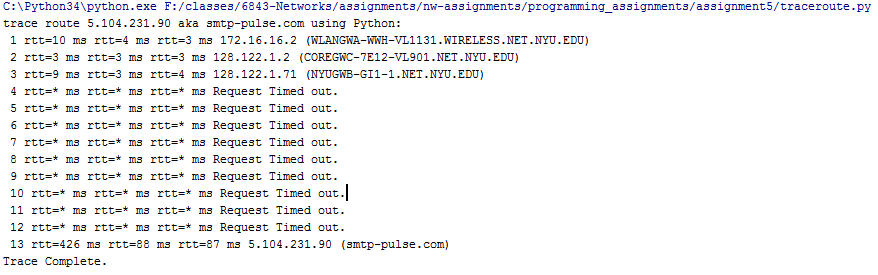 C:\Python34\python.exe F:/classes/6843-Networks/assignments/nw-assignments/programming_assignments/assignment5/traceroute.py
trace route 5.104.231.90 aka smtp-pulse.com using Python:
1 rtt=10 ms rtt=4 ms rtt=3 ms 172.16.16.2 (WLANGWA-WWH-VL1131.WIRELESS.NET.NYU.EDU)
2 rtt=3 ms rtt=3 ms rtt=3 ms 128.122.1.2 (COREGWC-7E12-VL901.NET.NYU.EDU)
3 rtt=9 ms rtt=3 ms rtt=4 ms 128.122.1.71 (NYUGWB-GI1-1.NET.NYU.EDU)
4 rtt=* ms rtt=* ms rtt=* ms Request Timed out.
5 rtt=* ms rtt=* ms rtt=* ms Request Timed out.
6 rtt=* ms rtt=* ms rtt=* ms Request Timed out.
7 rtt=* ms rtt=* ms rtt=* ms Request Timed out.
8 rtt=* ms rtt=* ms rtt=* ms Request Timed out.
9 rtt=* ms rtt=* ms rtt=* ms Request Timed out.
10 rtt=* ms rtt=* ms rtt=* ms Request Timed out.
11 rtt=* ms rtt=* ms rtt=* ms Request Timed out.
12 rtt=* ms rtt=* ms rtt=* ms Request Timed out.
13 rtt=426 ms rtt=88 ms rtt=87 ms 5.104.231.90 (smtp-pulse.com)
Trace Complete.